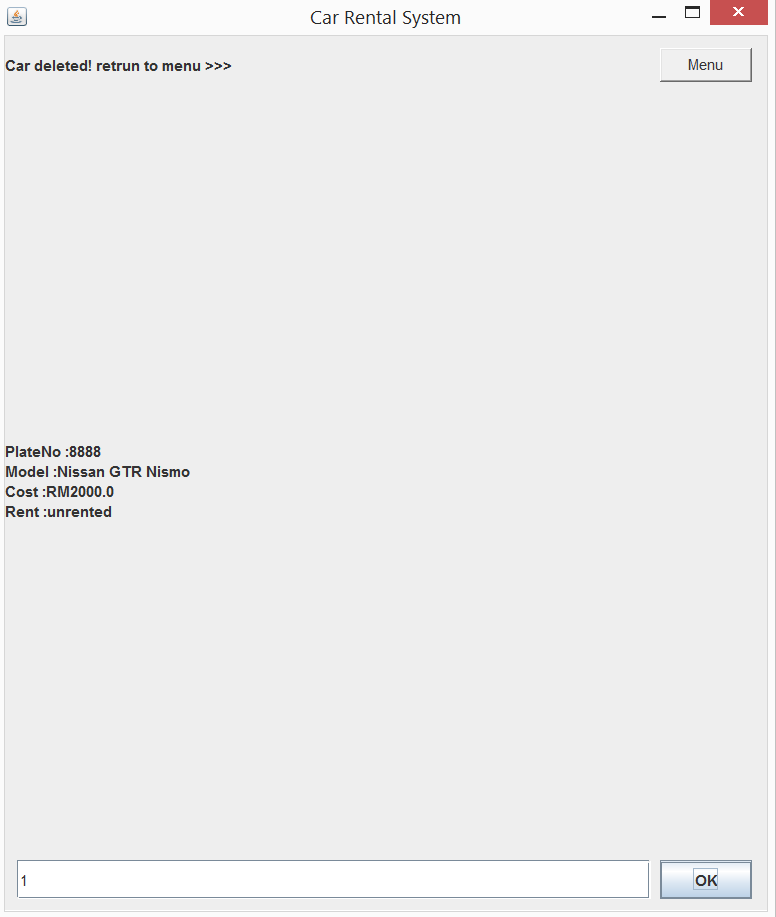 Car Rental System
Car deleted! retrun to menu >>>
Menu
PlateNo :8888
Model :Nissan GTR Nismo
Cost :RM2000.0
Rent :unrented
1
OK